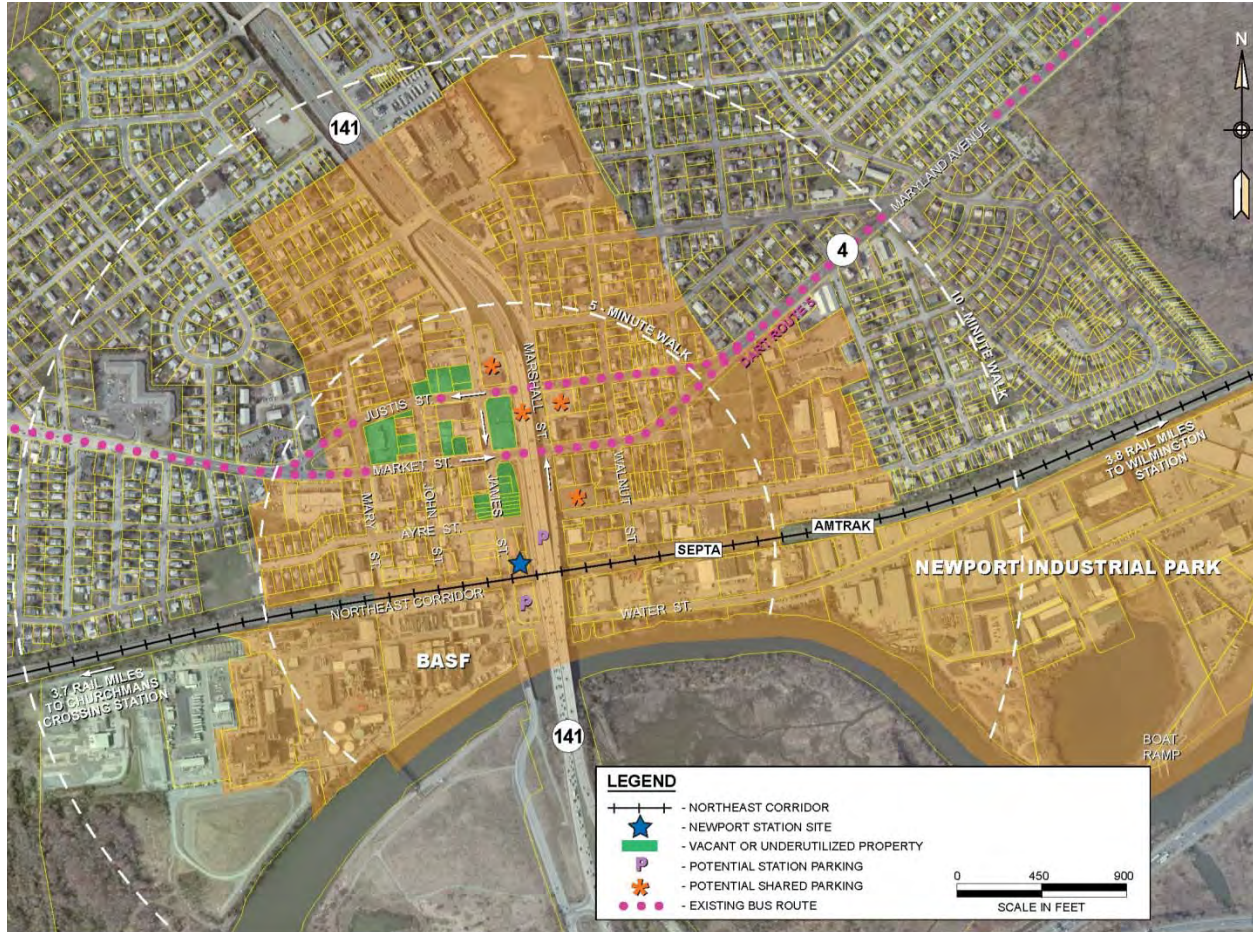 N
141
MARYLAND AVENUE
4
10 - MINUTE WALK
5 - MINUTE WALK
DART ROUTE 5
MARSHALL ST.
JUSTIS ST.
MARKET ST.
WALNUT ST.
JAMES ST.
JOHN ST.
MARY ST.
AYRE ST.
3.8 RAIL MILES
TO WILMINGTON
STATION
P
SEPTA
AMTRAK
NEWPORT INDUSTRIAL PARK
NORTHEAST CORRIDOR
P
WATER ST.
BASF
3.7 RAIL MILES
TO CHURCHMANS
CROSSING STATION
141
BOAT
RAMP
LEGEND
- NORTHEAST CORRIDOR
- NEWPORT STATION SITE
- VACANT OR UNDERUTILIZED PROPERTY
P - POTENTIAL STATION PARKING
- POTENTIAL SHARED PARKING
- EXISTING BUS ROUTE
0 450 900
SCALE IN FEET